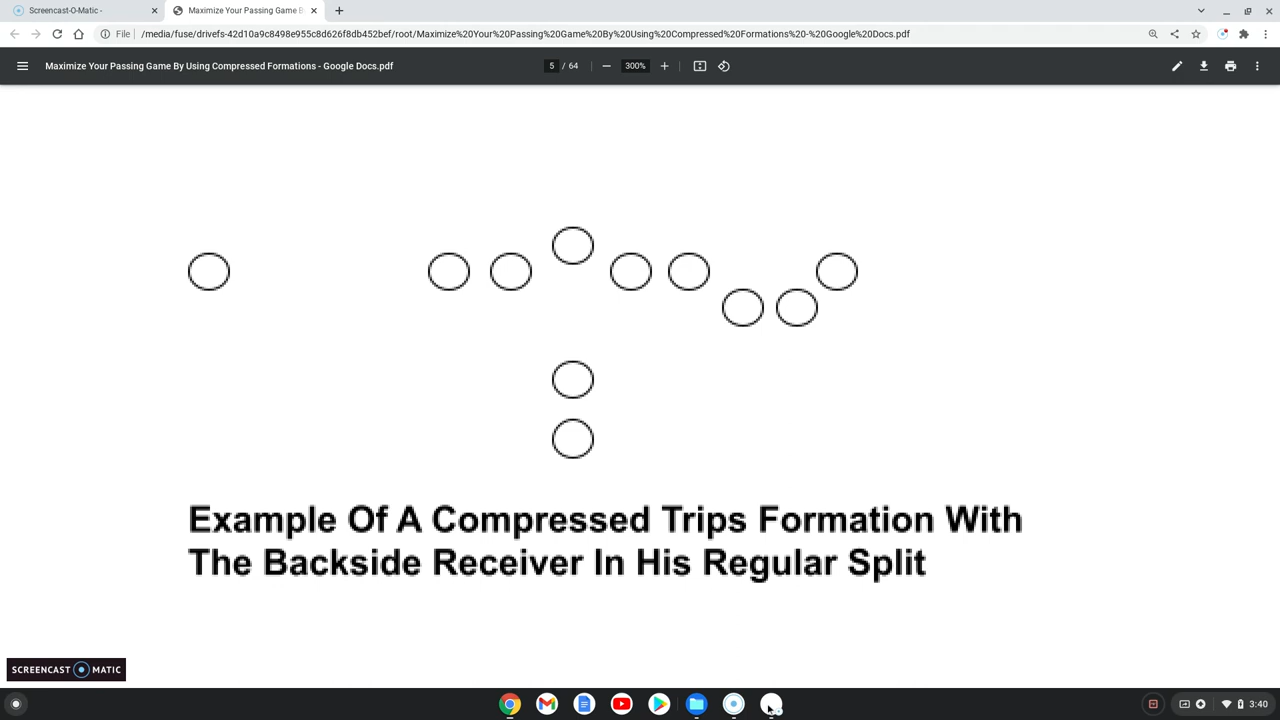 Screencast-O-Matic -
Maximize Your Passing Game B
File
/media/fuse/drivefs-42d10a9c8498e955c8d626f8db452bef/root/Maximize%20Your%20Passing%20Game%20By%20Using%20Compressed%20Formations%20-%20Google%20Docs.pdf
Maximize Your Passing Game By Using Compressed Formations - Google Docs.pdf
5 / 64
300%
Example Of A Compressed Trips Formation With
The Backside Receiver In His Regular Split
SCREENCAST MATIC
3:40